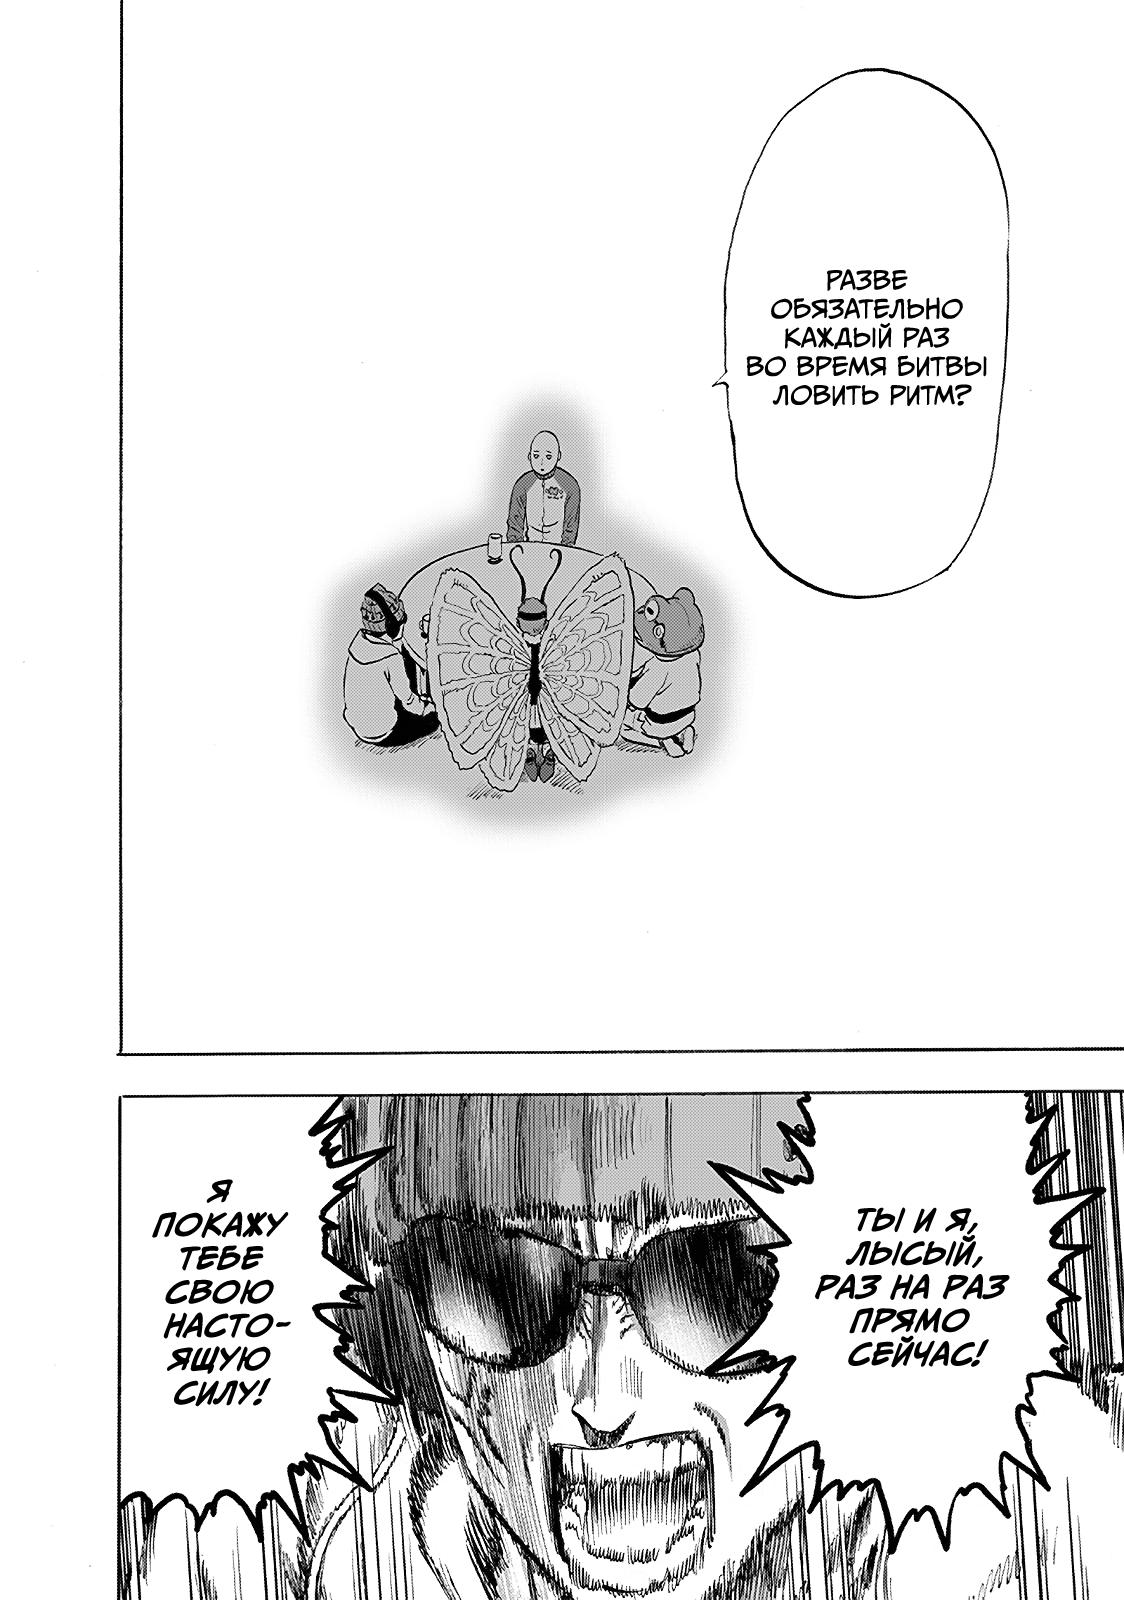 РАЗВЕ
ОБЯЗАТЕЛЬНО
КАЖДЫЙ РАЗ
ВО ВРЕМЯ БИТВЫ
ЛОВИТЬ РИТМ?
ТЫ И Я,
ЛЫСЫЙ,
РАЗ НА РАЗ
ПРЯМО
СЕЙЧАС!
Я
ПОКАЖУ
ТЕБЕ
СВОЮ
НАСТО-
ЯЩУЮ
СИЛУ!